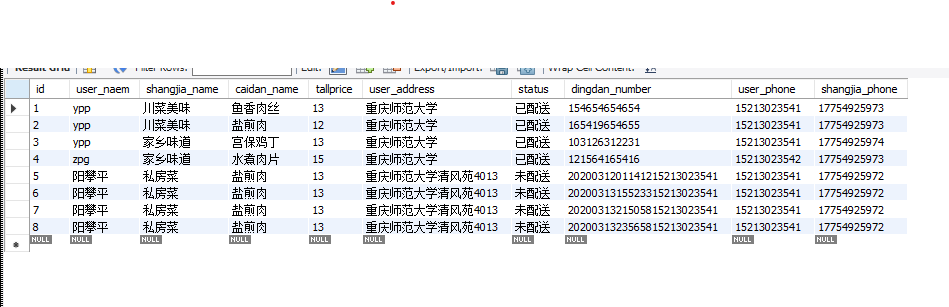 Result Grid Filter Rows: Edit: Export/Import: Wrap Cell Content:
id user_naem shangjia_name caidan_name tallprice user_address status dingdan_number user_phone shangjia_phone
1 ypp 川菜美味 鱼香肉丝 13 重庆师范大学 已配送 154654654654 15213023541 17754925973
2 ypp 川菜美味 盐煎肉 12 重庆师范大学 已配送 165419654655 15213023541 17754925973
3 ypp 家乡味道 宫保鸡丁 13 重庆师范大学 已配送 103126312231 15213023541 17754925974
4 zpg 家乡味道 水煮肉片 15 重庆师范大学 已配送 121564165416 15213023542 17754925973
5 阳攀平 私房菜 盐煎肉 13 重庆师范大学清风苑4013 未配送 2020031201141215213023541 15213023541 17754925972
6 阳攀平 私房菜 盐煎肉 13 重庆师范大学清风苑4013 未配送 2020031315523315213023541 15213023541 17754925972
7 阳攀平 私房菜 盐煎肉 13 重庆师范大学清风苑4013 未配送 2020031321505815213023541 15213023541 17754925972
8 阳攀平 私房菜 盐煎肉 13 重庆师范大学清风苑4013 未配送 2020031323565815213023541 15213023541 17754925972
NULL NULL NULL NULL NULL NULL NULL NULL NULL NULL